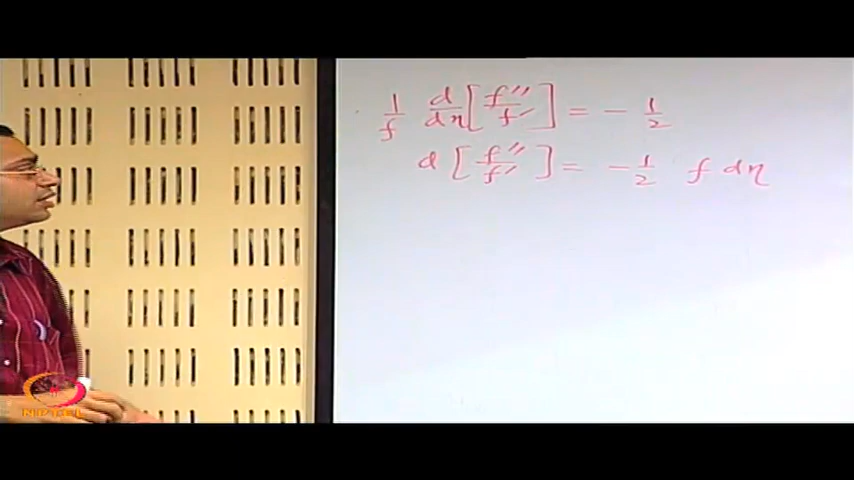 1/f d/dη [f''/f'] = - 1/2
d [f''/f'] = - 1/2 f dη
NPTEL